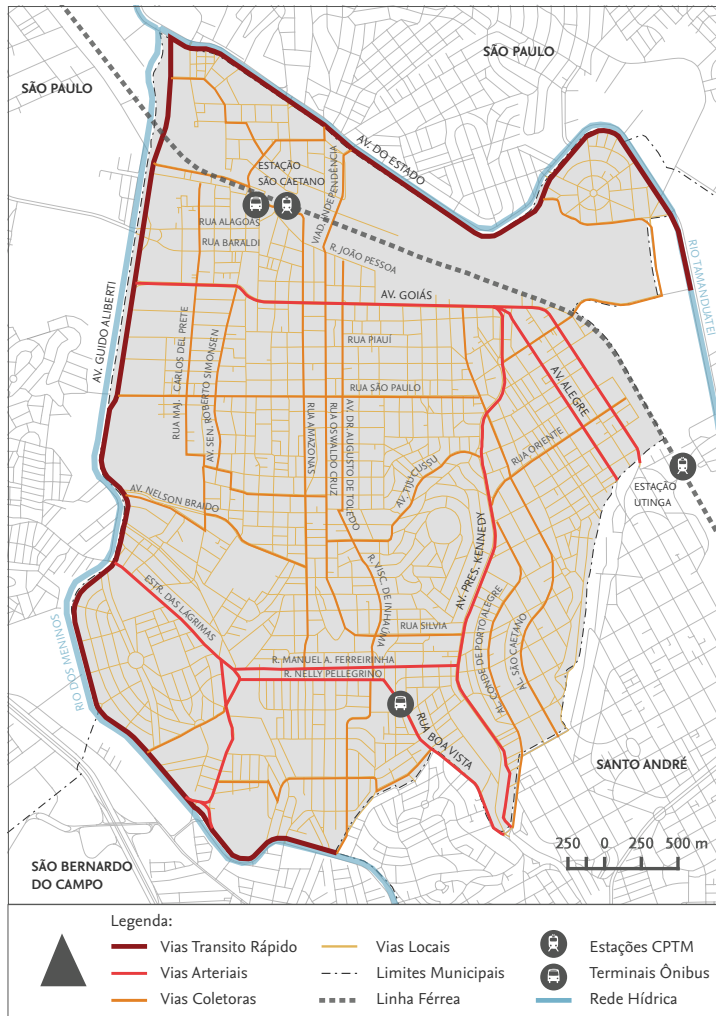 SÃO PAULO
SÃO PAULO
AV. DO ESTADO
ESTAÇÃO
SÃO CAETANO
VIAD. INDEPENDÊNCIA
RUA ALAGOAS
RUA BARALDI
R. JOÃO PESSOA
RIO TAMANDUATEÍ
AV. GOIÁS
AV. GUIDO ALIBERTI
RUA MAJ. CARLOS DEL PRETE
AV. SEN. ROBERTO SIMONSEN
RUA PIAUÍ
RUA SÃO PAULO
AV. ALEGRE
RUA AMAZONAS
RUA OSWALDO CRUZ
AV. DR. AUGUSTO DE TOLEDO
AV. TIJUCUSSU
RUA ORIENTE
ESTAÇÃO
UTINGA
AV. NELSON BRAIDO
R. VISC. DE INHAUMA
AV. PRES. KENNEDY
ESTR. DAS LÁGRIMAS
AL. CONDE DE PORTO ALEGRE
AL. SÃO CAETANO
RUA SILVIA
RIO DOS MENINOS
R. MANUEL A. FERREIRINHA
R. NELLY PELLEGRINO
RUA BOA VISTA
SANTO ANDRÉ
250 0 250 500 m
SÃO BERNARDO
DO CAMPO
Legenda:
Vias Transito Rápido
Vias Arteriais
Vias Coletoras
Vias Locais
Limites Municipais
Linha Férrea
Estações CPTM
Terminais Ônibus
Rede Hídrica